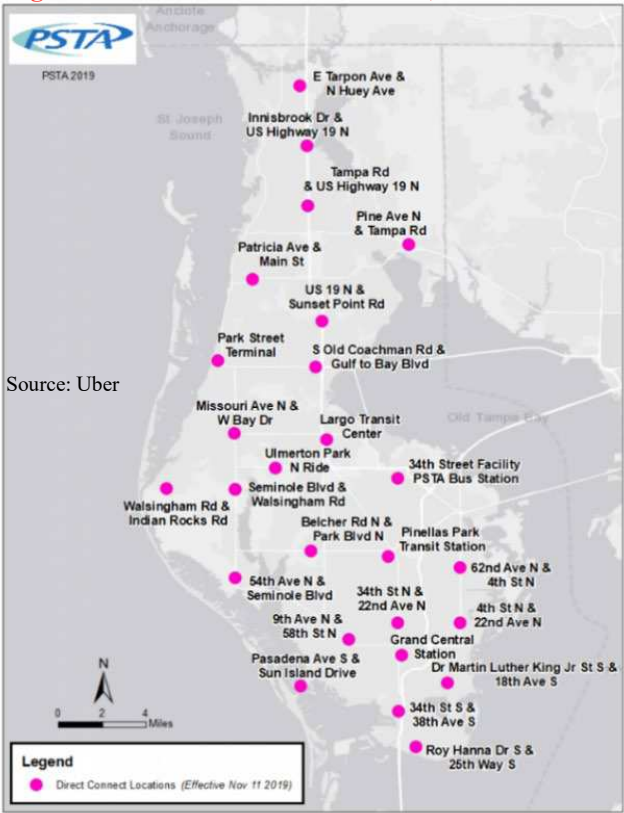 Anclote
Anchorage
PSTA
PSTA 2019
E Tarpon Ave &
N Huey Ave
St Joseph
Sound
Innisbrook Dr &
US Highway 19 N
Tampa Rd
& US Highway 19 N
Pine Ave N
& Tampa Rd
Patricia Ave &
Main St
US 19 N &
Sunset Point Rd
Park Street
Terminal
S Old Coachman Rd &
Gulf to Bay Blvd
Source: Uber
Missouri Ave N &
W Bay Dr
Largo Transit
Center
Old Tampa Bay
Ulmerton Park
N Ride
34th Street Facility
PSTA Bus Station
Walsingham Rd &
Indian Rocks Rd
Seminole Blvd &
Walsingham Rd
Belcher Rd N &
Park Blvd N
Pinellas Park
Transit Station
62nd Ave N &
4th St N
54th Ave N &
Seminole Blvd
34th St N &
22nd Ave N
4th St N &
22nd Ave N
9th Ave N &
58th St N
Grand Central
Station
Pasadena Ave S &
Sun Island Drive
Dr Martin Luther King Jr St S &
18th Ave S
34th St S &
38th Ave S
Roy Hanna Dr S &
25th Way S
N
0 2 4
Miles
Legend
Direct Connect Locations (Effective Nov 11 2019)